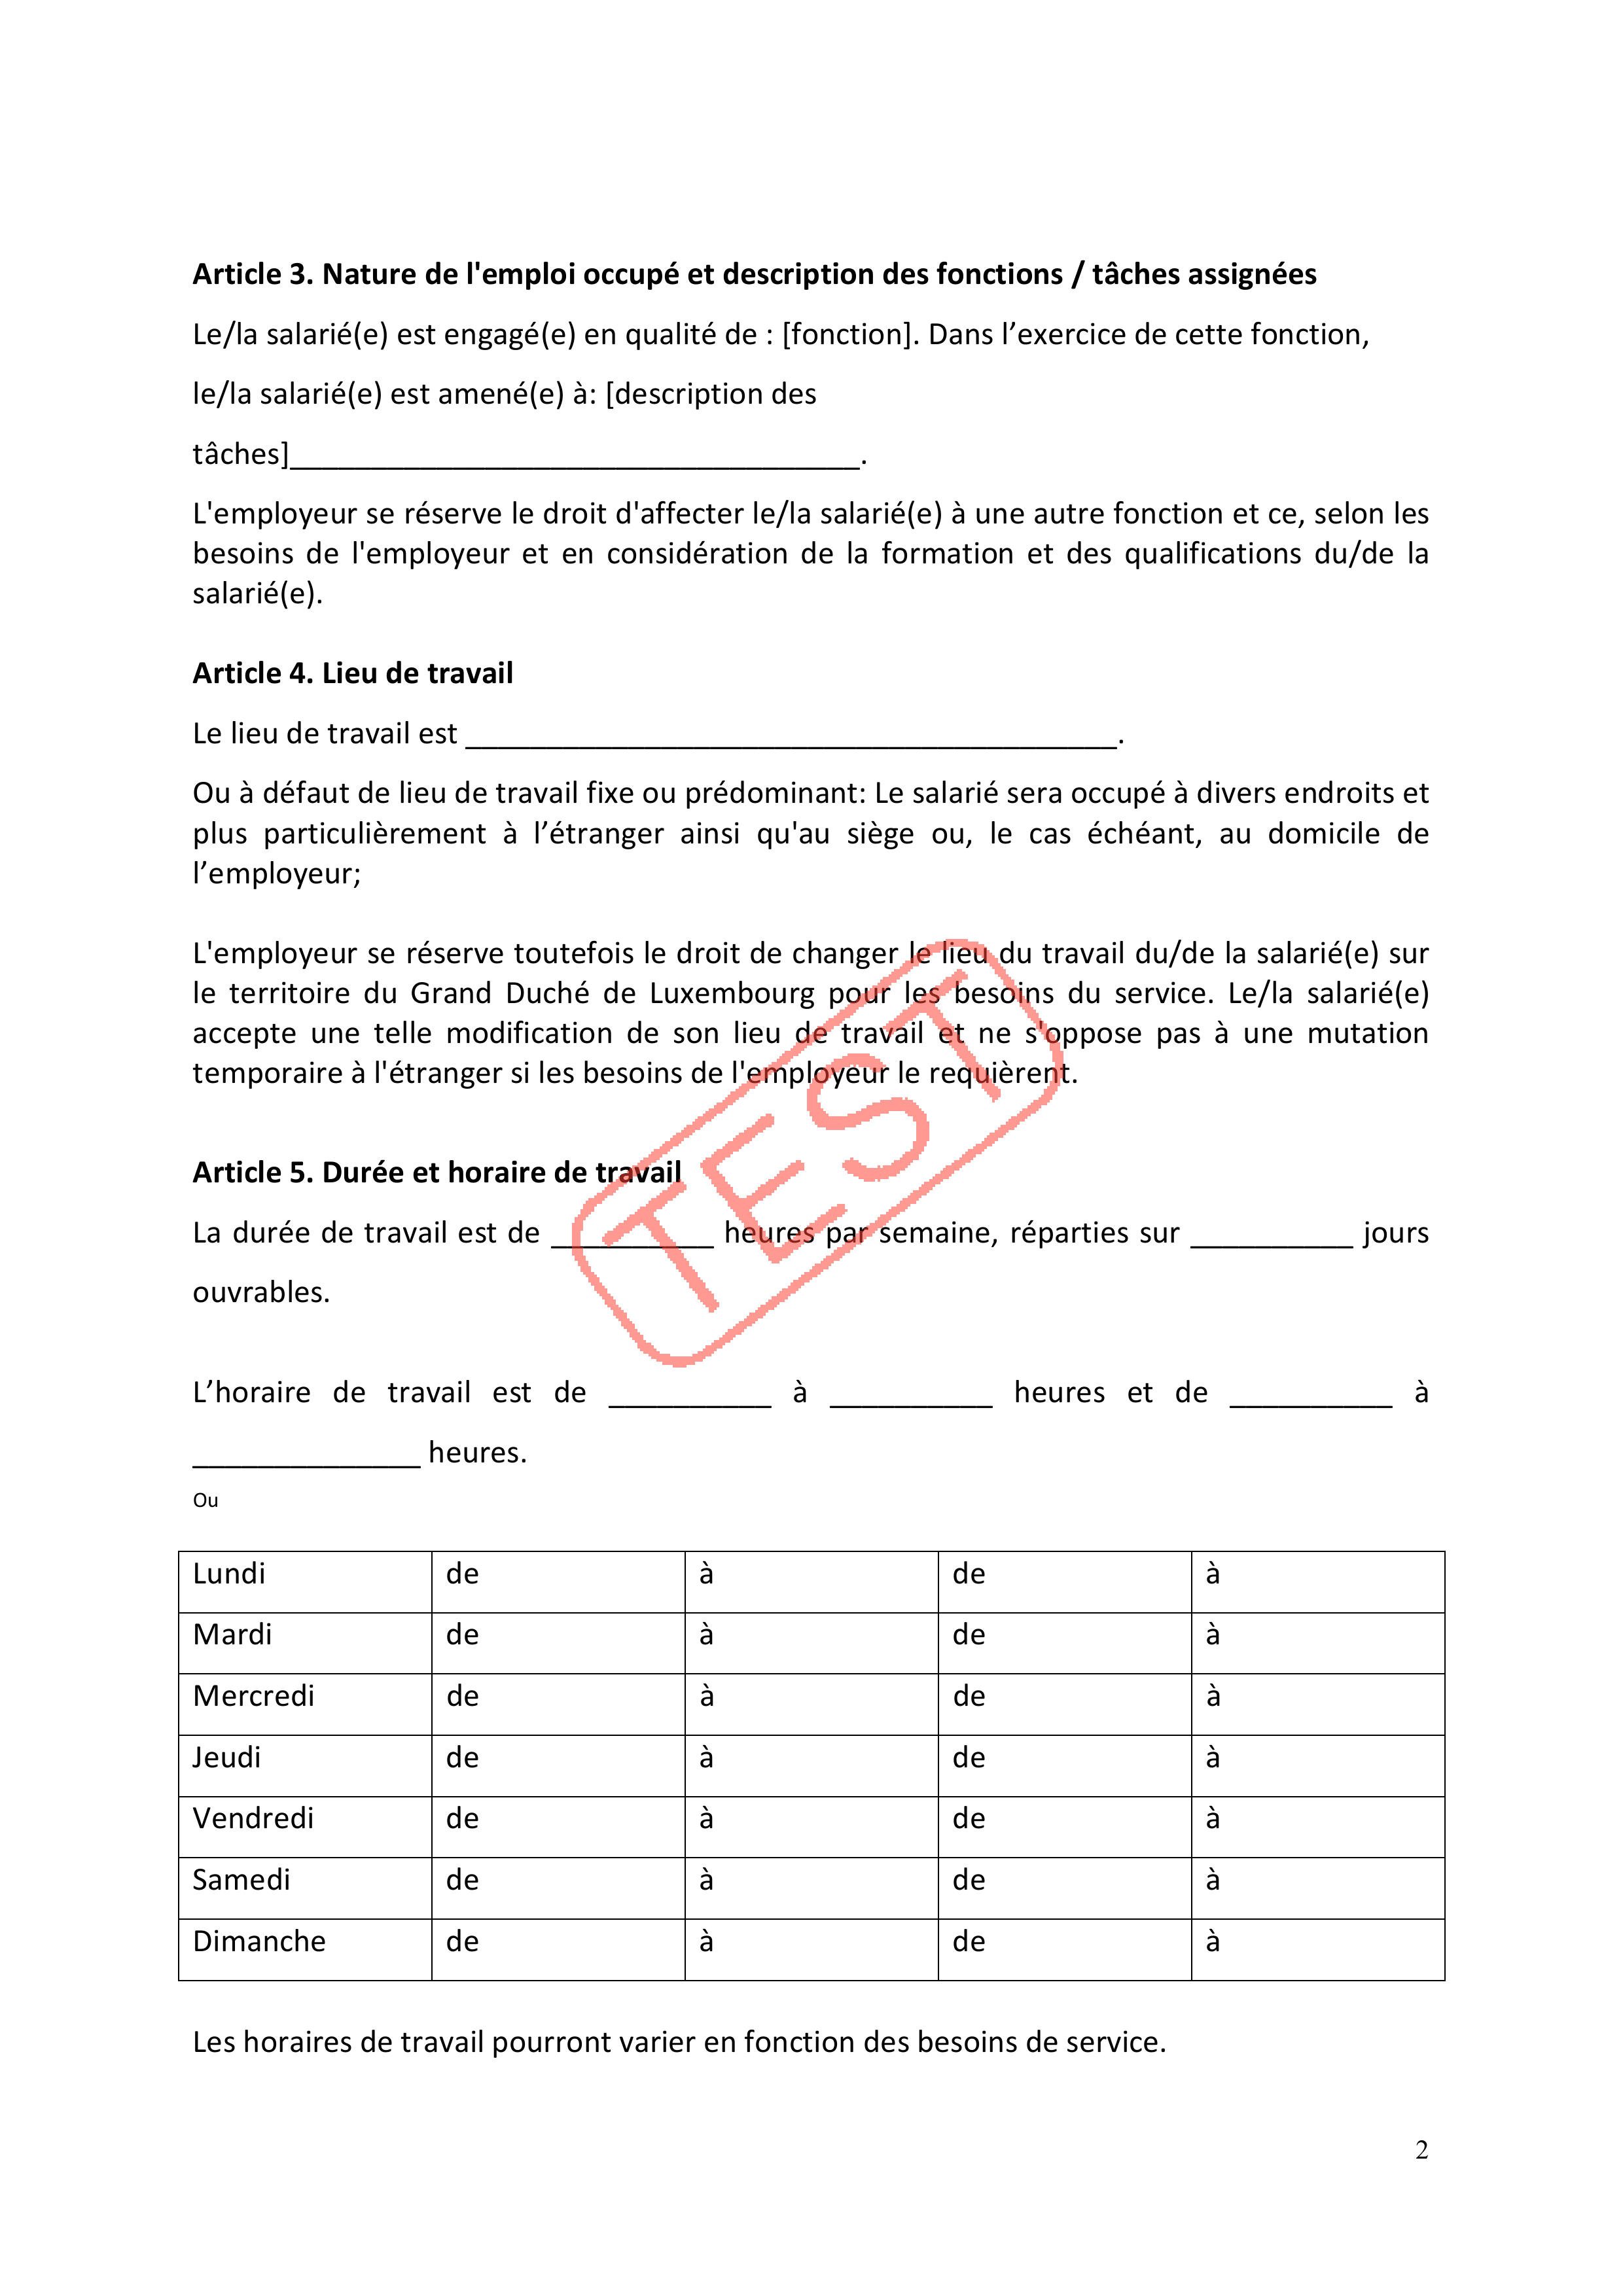 Article 3. Nature de l'emploi occupé et description des fonctions / tâches assignées
Le/la salarié(e) est engagé(e) en qualité de : [fonction]. Dans l’exercice de cette fonction,
le/la salarié(e) est amené(e) à: [description des
tâches]___________________________________.
L'employeur se réserve le droit d'affecter le/la salarié(e) à une autre fonction et ce, selon les
besoins de l'employeur et en considération de la formation et des qualifications du/de la
salarié(e).
Article 4. Lieu de travail
Le lieu de travail est ________________________________________.
Ou à défaut de lieu de travail fixe ou prédominant: Le salarié sera occupé à divers endroits et
plus particulièrement à l’étranger ainsi qu'au siège ou, le cas échéant, au domicile de
l’employeur;
L'employeur se réserve toutefois le droit de changer le lieu du travail du/de la salarié(e) sur
le territoire du Grand Duché de Luxembourg pour les besoins du service. Le/la salarié(e)
accepte une telle modification de son lieu de travail et ne s'oppose pas à une mutation
temporaire à l'étranger si les besoins de l'employeur le requièrent.
TEST
Article 5. Durée et horaire de travail
La durée de travail est de __________ heures par semaine, réparties sur __________ jours
ouvrables.
L’horaire de travail est de __________ à __________ heures et de __________ à
______________ heures.
Ou
Lundi de à de à
Mardi de à de à
Mercredi de à de à
Jeudi de à de à
Vendredi de à de à
Samedi de à de à
Dimanche de à de à
Les horaires de travail pourront varier en fonction des besoins de service.
2